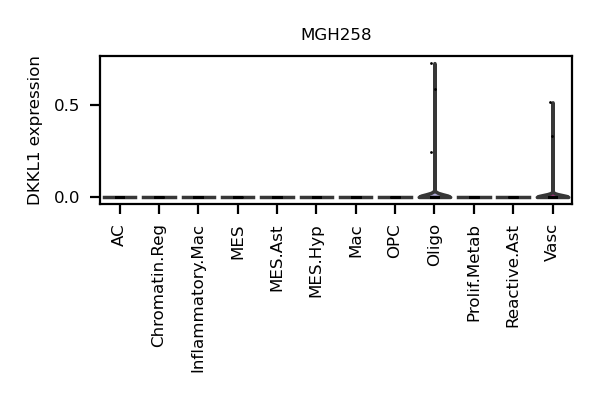 MGH258
DKKL1 expression
0.5
0.0
AC
Chromatin.Reg
Inflammatory.Mac
MES
MES.Ast
MES.Hyp
Mac
OPC
Oligo
Prolif.Metab
Reactive.Ast
Vasc